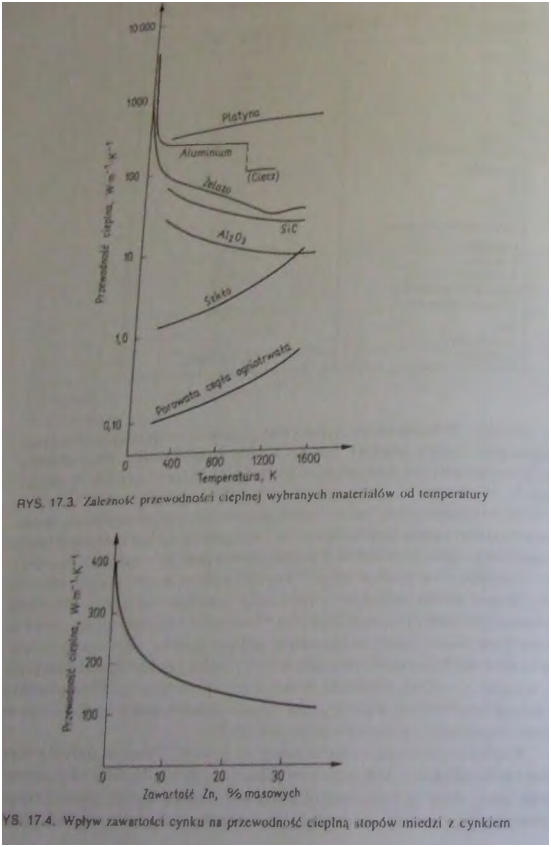 10 000
1000
100
10
1,0
0,10
Przewodność cieplna, W·m⁻¹·K⁻¹
Platyna
Aluminium
(Ciecz)
Żelazo
SiC
Al₂O₃
Szkło
Porowata cegła ogniotrwała
0
400
800
1200
1600
Temperatura, K
RYS. 17.3. Zależność przewodności cieplnej wybranych materiałów od temperatury
400
300
200
100
Przewodność cieplna, W·m⁻¹·K⁻¹
0
10
20
30
Zawartość Zn, % masowych
YS. 17.4. Wpływ zawartości cynku na przewodność cieplną stopów miedzi z cynkiem